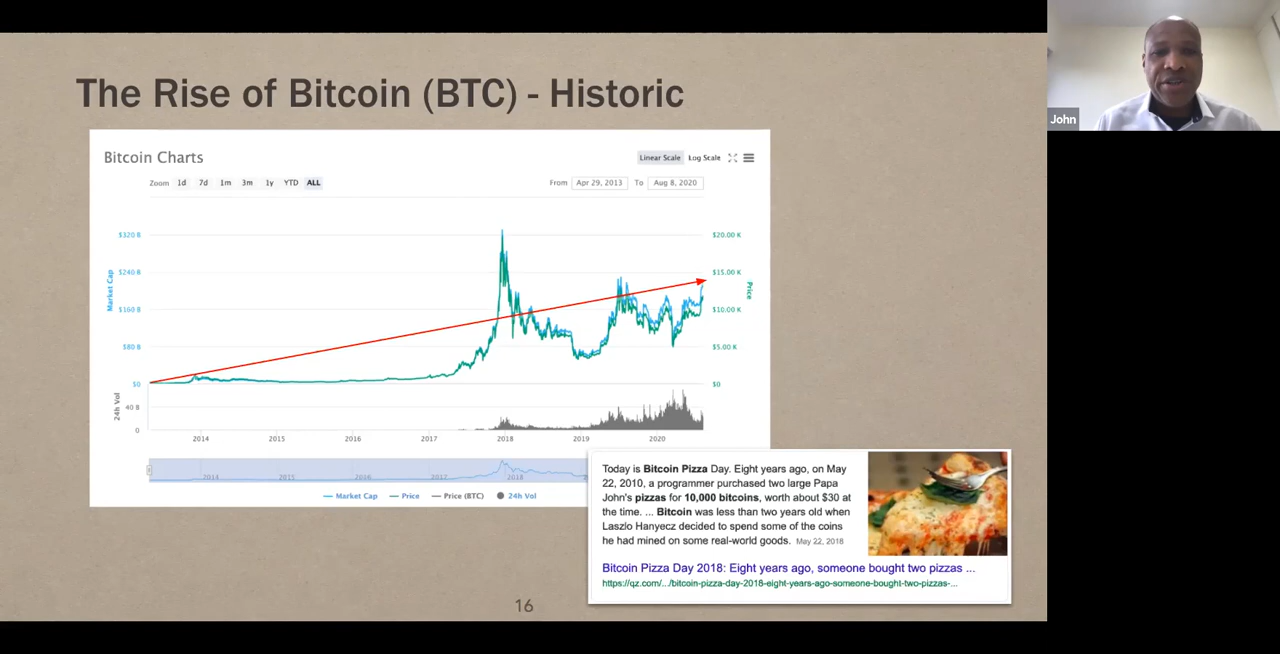 The Rise of Bitcoin (BTC) - Historic
John
Bitcoin Charts
Linear Scale Log Scale
Zoom 1d 7d 1m 3m 1y YTD ALL
From Apr 29, 2013 To Aug 8, 2020
$320 B $20.00 K
$240 B $15.00 K
Market Cap
Price
$160 B $10.00 K
$80 B $5.00 K
$0 $0
24h Vol
40 B
0
2014 2015 2016 2017 2018 2019 2020
2014 2015 2016 2017 2018
Market Cap Price Price (BTC) 24h Vol
Today is Bitcoin Pizza Day. Eight years ago, on May
22, 2010, a programmer purchased two large Papa
John's pizzas for 10,000 bitcoins, worth about $30 at
the time. ... Bitcoin was less than two years old when
Laszlo Hanyecz decided to spend some of the coins
he had mined on some real-world goods. May 22, 2018
Bitcoin Pizza Day 2018: Eight years ago, someone bought two pizzas ...
https://qz.com/.../bitcoin-pizza-day-2018-eight-years-ago-someone-bought-two-pizzas-...
16